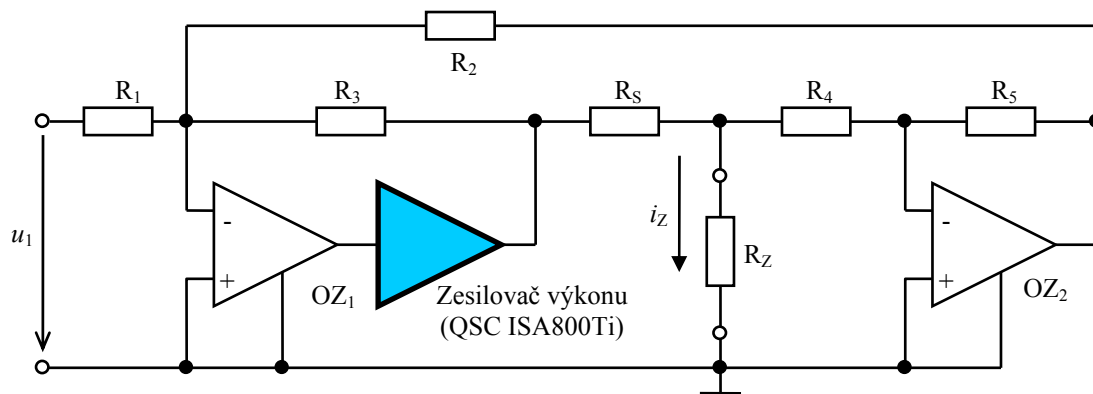 R2
R1
R3
RS
R4
R5
u1
-
+
OZ1
Zesilovač výkonu
(QSC ISA800Ti)
iZ
RZ
-
+
OZ2